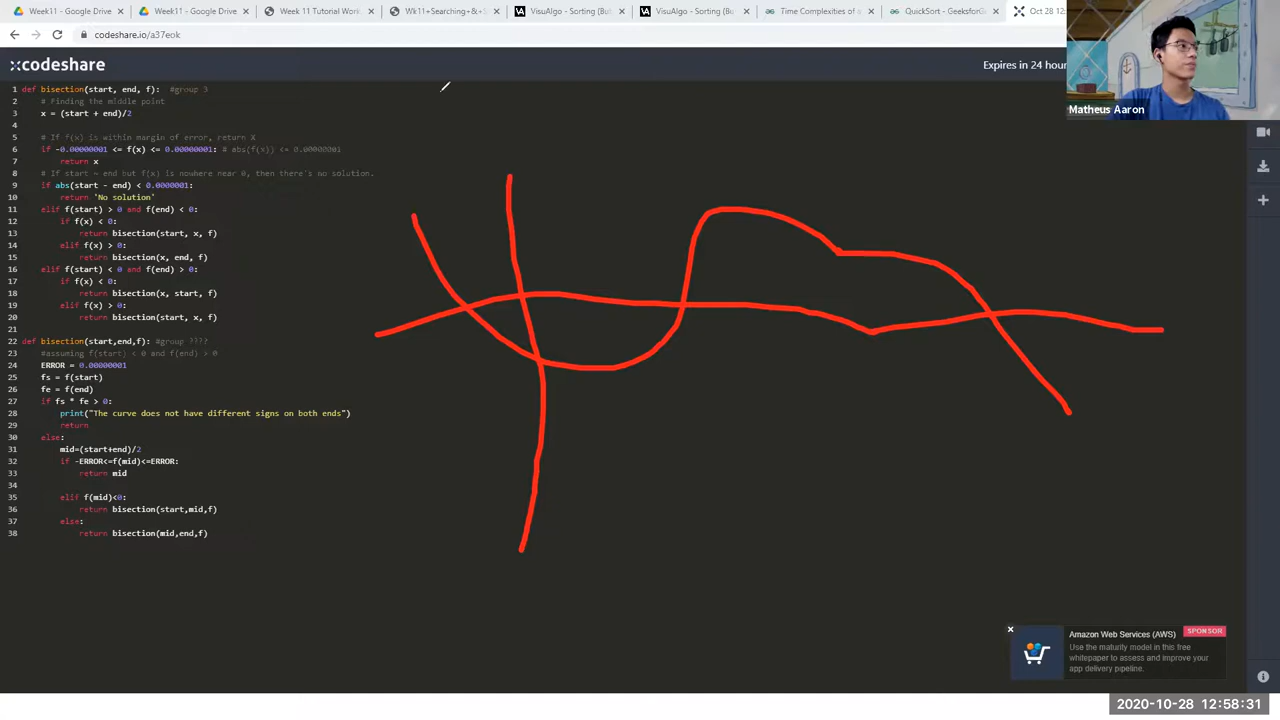 Week11 - Google Drive
Week11 - Google Drive
Week 11 Tutorial Work
Wk11+Searching+&+S
VisuAlgo - Sorting (Bu
VisuAlgo - Sorting (Bu
Time Complexities of a
QuickSort - Geeksfor
Oct 28 12
codeshare.io/a37eok
::codeshare
Expires in 24 hour
Matheus Aaron
1 def bisection(start, end, f): #group 3
2 # Finding the middle point
3 x = (start + end)/2
4
5 # If f(x) is within margin of error, return X
6 if -0.00000001 <= f(x) <= 0.00000001: # abs(f(x)) <= 0.00000001
7 return x
8 # If start ~ end but f(x) is nowhere near 0, then there's no solution.
9 if abs(start - end) < 0.0000001:
10 return 'No solution'
11 elif f(start) > 0 and f(end) < 0:
12 if f(x) < 0:
13 return bisection(start, x, f)
14 elif f(x) > 0:
15 return bisection(x, end, f)
16 elif f(start) < 0 and f(end) > 0:
17 if f(x) < 0:
18 return bisection(x, start, f)
19 elif f(x) > 0:
20 return bisection(start, x, f)
21
22 def bisection(start,end,f): #group ????
23 #assuming f(start) < 0 and f(end) > 0
24 ERROR = 0.00000001
25 fs = f(start)
26 fe = f(end)
27 if fs * fe > 0:
28 print("The curve does not have different signs on both ends")
29 return
30 else:
31 mid=(start+end)/2
32 if -ERROR<=f(mid)<=ERROR:
33 return mid
34
35 elif f(mid)<0:
36 return bisection(start,mid,f)
37 else:
38 return bisection(mid,end,f)
Amazon Web Services (AWS)
SPONSOR
Use the maturity model in this free
whitepaper to assess and improve your
app delivery pipeline.
2020-10-28 12:58:31